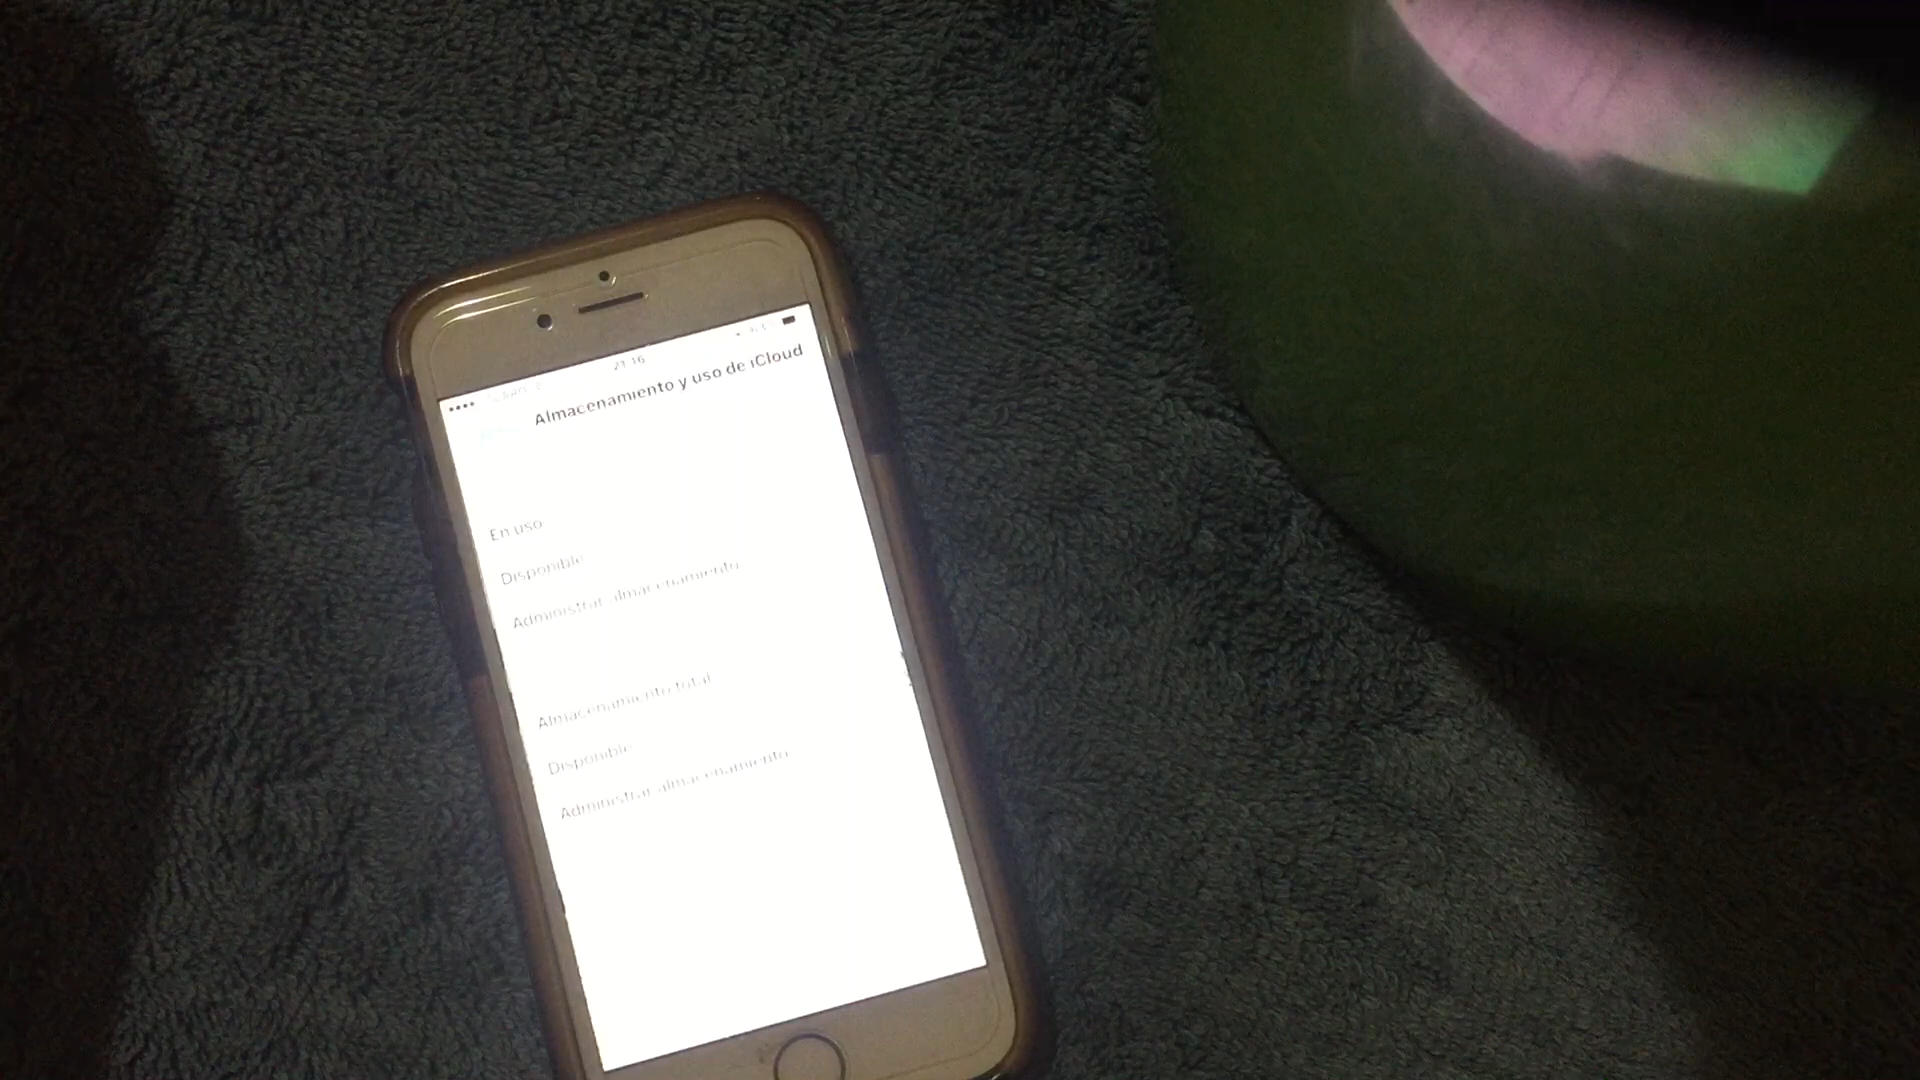 21:16
Almacenamiento y uso de iCloud
En uso
Disponible
Administrar almacenamiento
Almacenamiento total
Disponible
Administrar almacenamiento